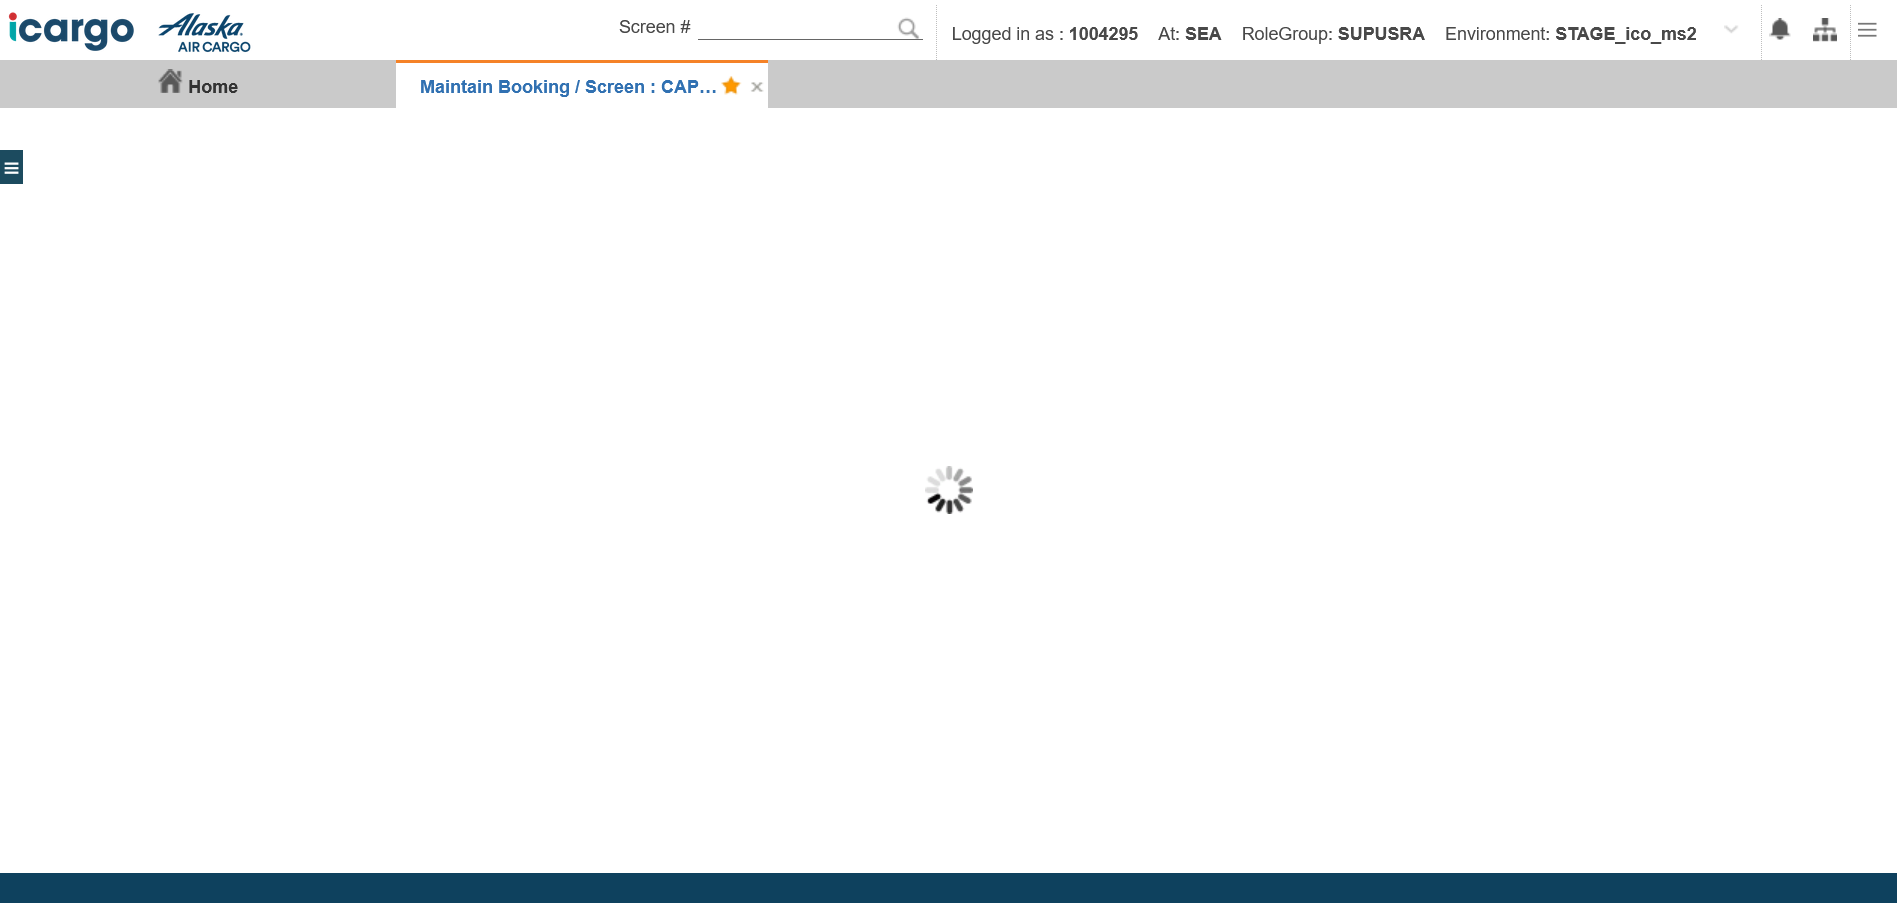 icargo
Alaska
AIR CARGO
Screen #
Logged in as : 1004295 At: SEA RoleGroup: SUPUSRA Environment: STAGE_ico_ms2
Home
Maintain Booking / Screen : CAP...